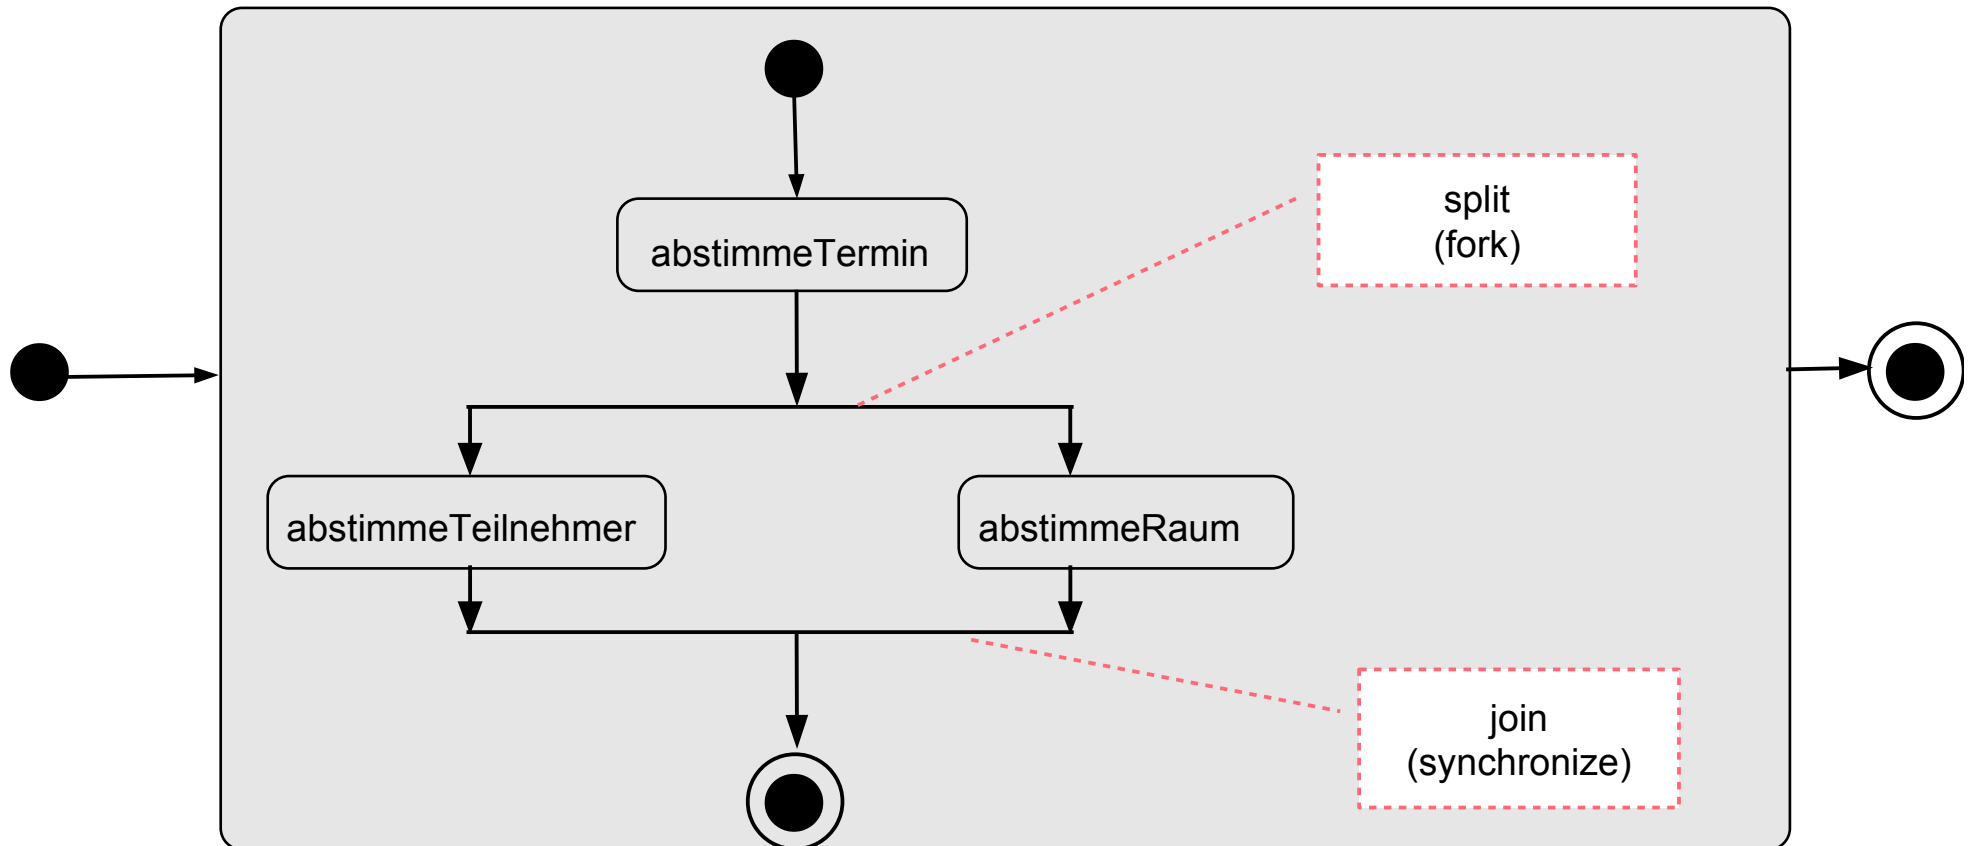 split
(fork)
abstimmeTermin
abstimmeTeilnehmer
abstimmeRaum
join
(synchronize)